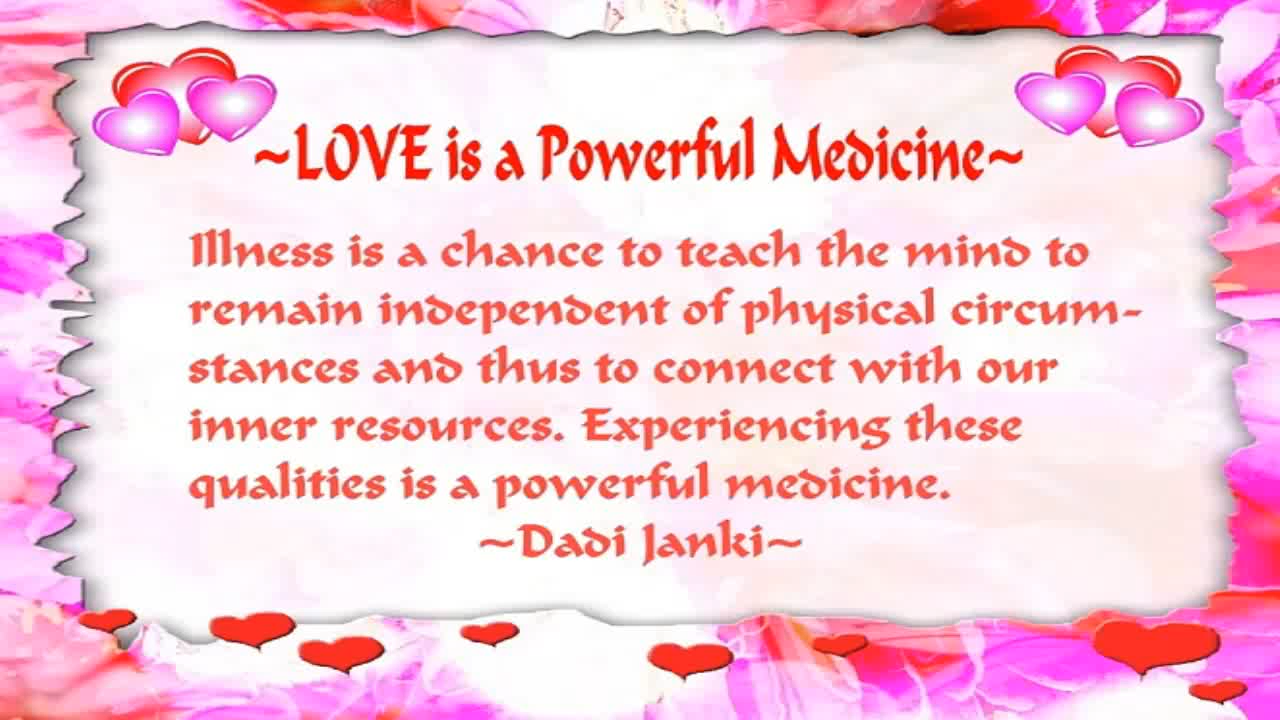 ~LOVE is a Powerful Medicine~
Illness is a chance to teach the mind to
remain independent of physical circum-
stances and thus to connect with our
inner resources. Experiencing these
qualities is a powerful medicine.
~Dadi Janki~